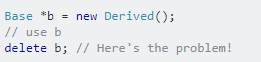 Base *b = new Derived();
// use b
delete b; // Here's the problem!